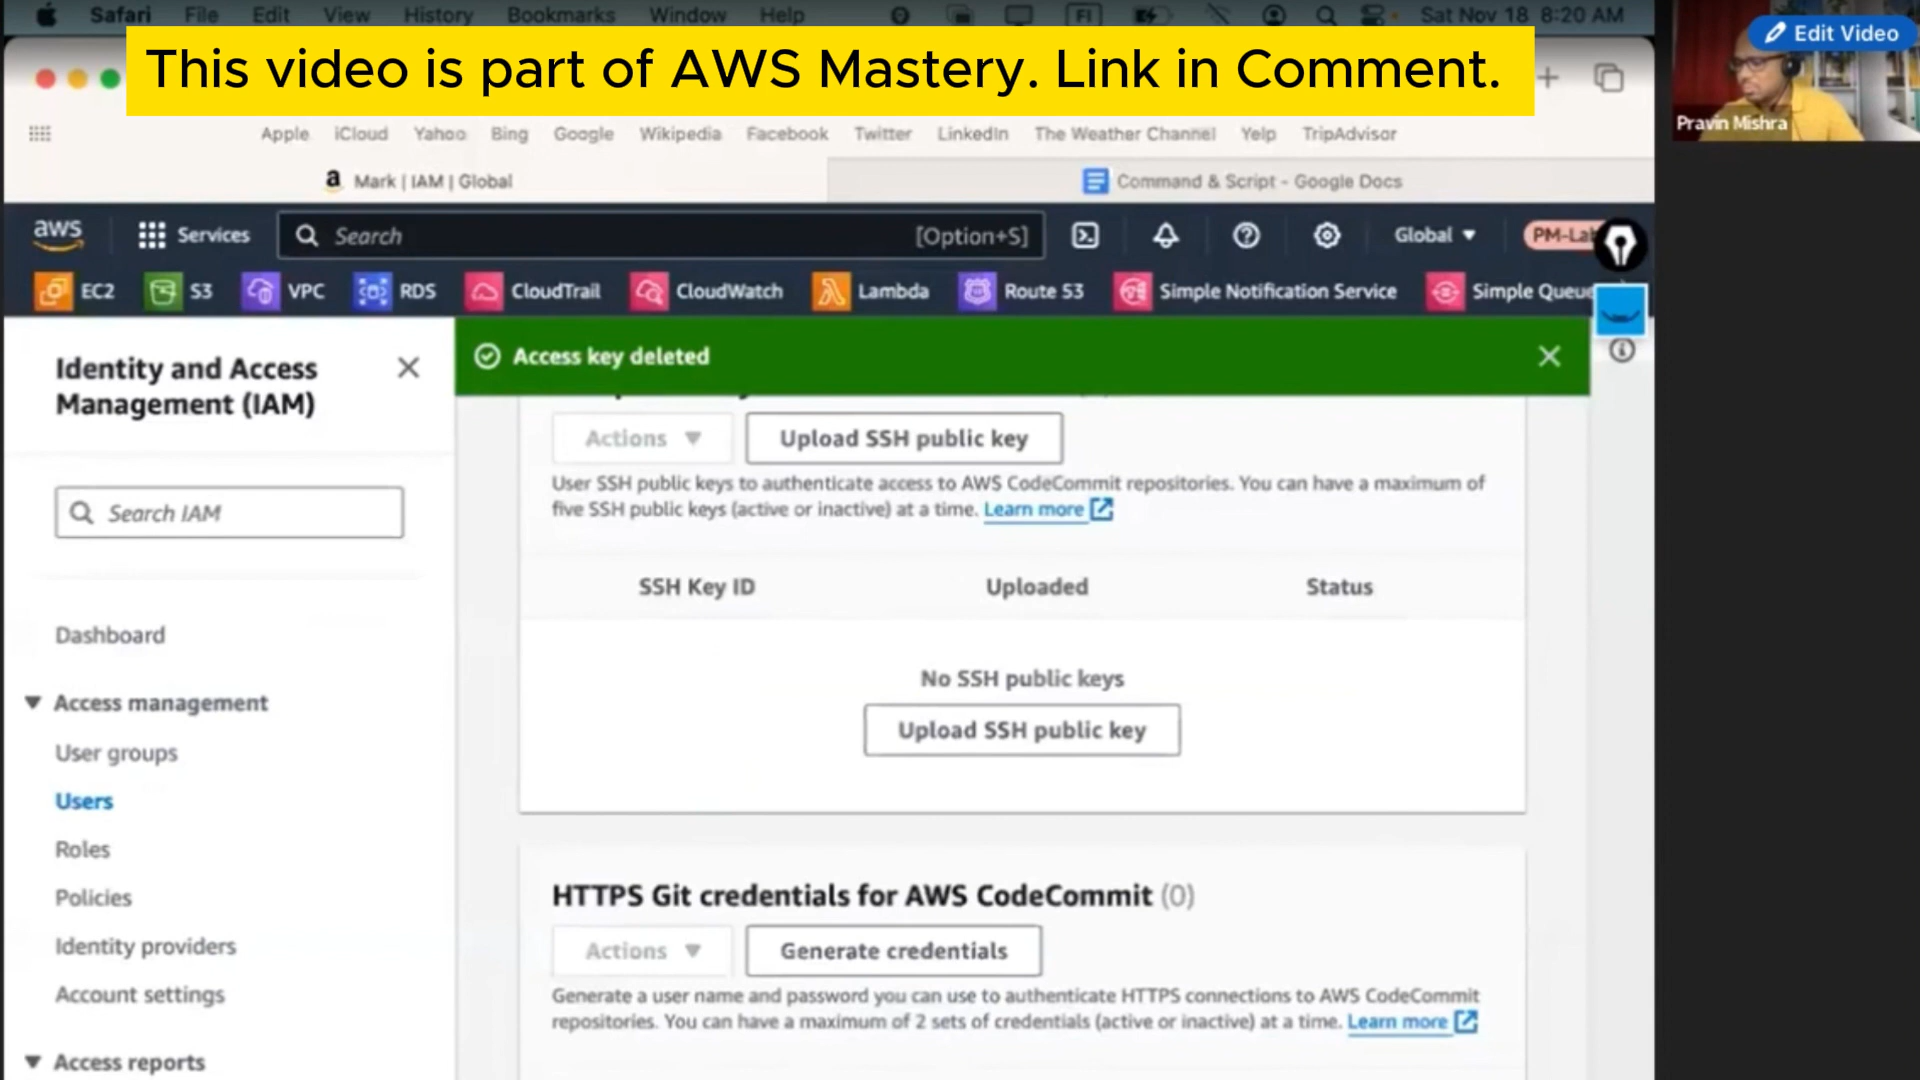 Safari File Edit View History Bookmarks Window Help FI Sat Nov 18 8:20 AM
This video is part of AWS Mastery. Link in Comment.
Edit Video
Pravin Mishra
Apple iCloud Yahoo Bing Google Wikipedia Facebook Twitter LinkedIn The Weather Channel Yelp TripAdvisor
a Mark | IAM | Global
Command & Script - Google Docs
aws Services Search [Option+S] Global PM-Lab
EC2 S3 VPC RDS CloudTrail CloudWatch Lambda Route 53 Simple Notification Service Simple Queue
Identity and Access
Management (IAM)
Search IAM
Dashboard
Access management
User groups
Users
Roles
Policies
Identity providers
Account settings
Access reports
Access key deleted
Actions Upload SSH public key
User SSH public keys to authenticate access to AWS CodeCommit repositories. You can have a maximum of
five SSH public keys (active or inactive) at a time. Learn more
SSH Key ID Uploaded Status
No SSH public keys
Upload SSH public key
HTTPS Git credentials for AWS CodeCommit (0)
Actions Generate credentials
Generate a user name and password you can use to authenticate HTTPS connections to AWS CodeCommit
repositories. You can have a maximum of 2 sets of credentials (active or inactive) at a time. Learn more